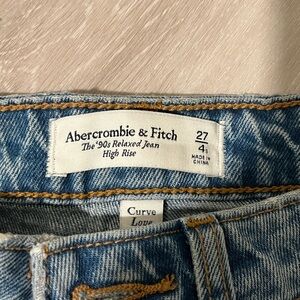 Abercrombie & Fitch
The '90s Relaxed Jean
High Rise
27
4
MADE IN
CHINA
Curve
Love